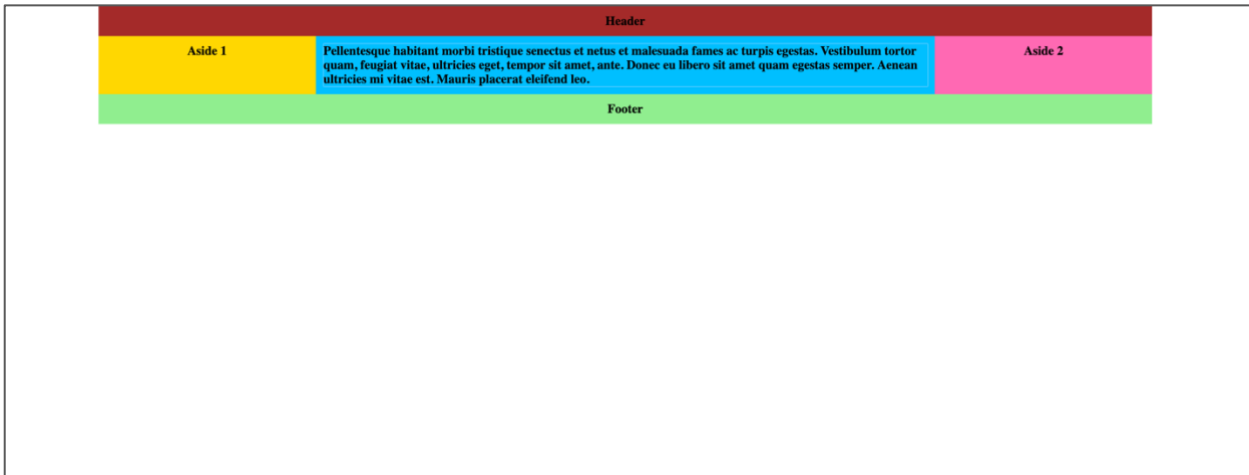 Header
Aside 1
Pellentesque habitant morbi tristique senectus et netus et malesuada fames ac turpis egestas. Vestibulum tortor
quam, feugiat vitae, ultricies eget, tempor sit amet, ante. Donec eu libero sit amet quam egestas semper. Aenean
ultricies mi vitae est. Mauris placerat eleifend leo.
Aside 2
Footer